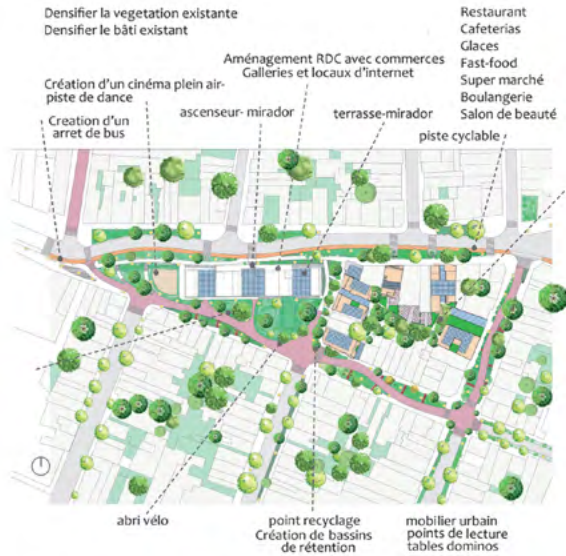 Densifier la vegetation existante
Densifier le bâti existant
Restaurant
Cafeterias
Glaces
Fast-food
Super marché
Boulangerie
Salon de beauté
Aménagement RDC avec commerces
Galleries et locaux d'internet
Création d'un cinéma plein air-
piste de dance
ascenseur- mirador
terrasse-mirador
Creation d'un
arret de bus
piste cyclable
abri vélo
point recyclage
Création de bassins
de rétention
mobilier urbain
points de lecture
tables dominos